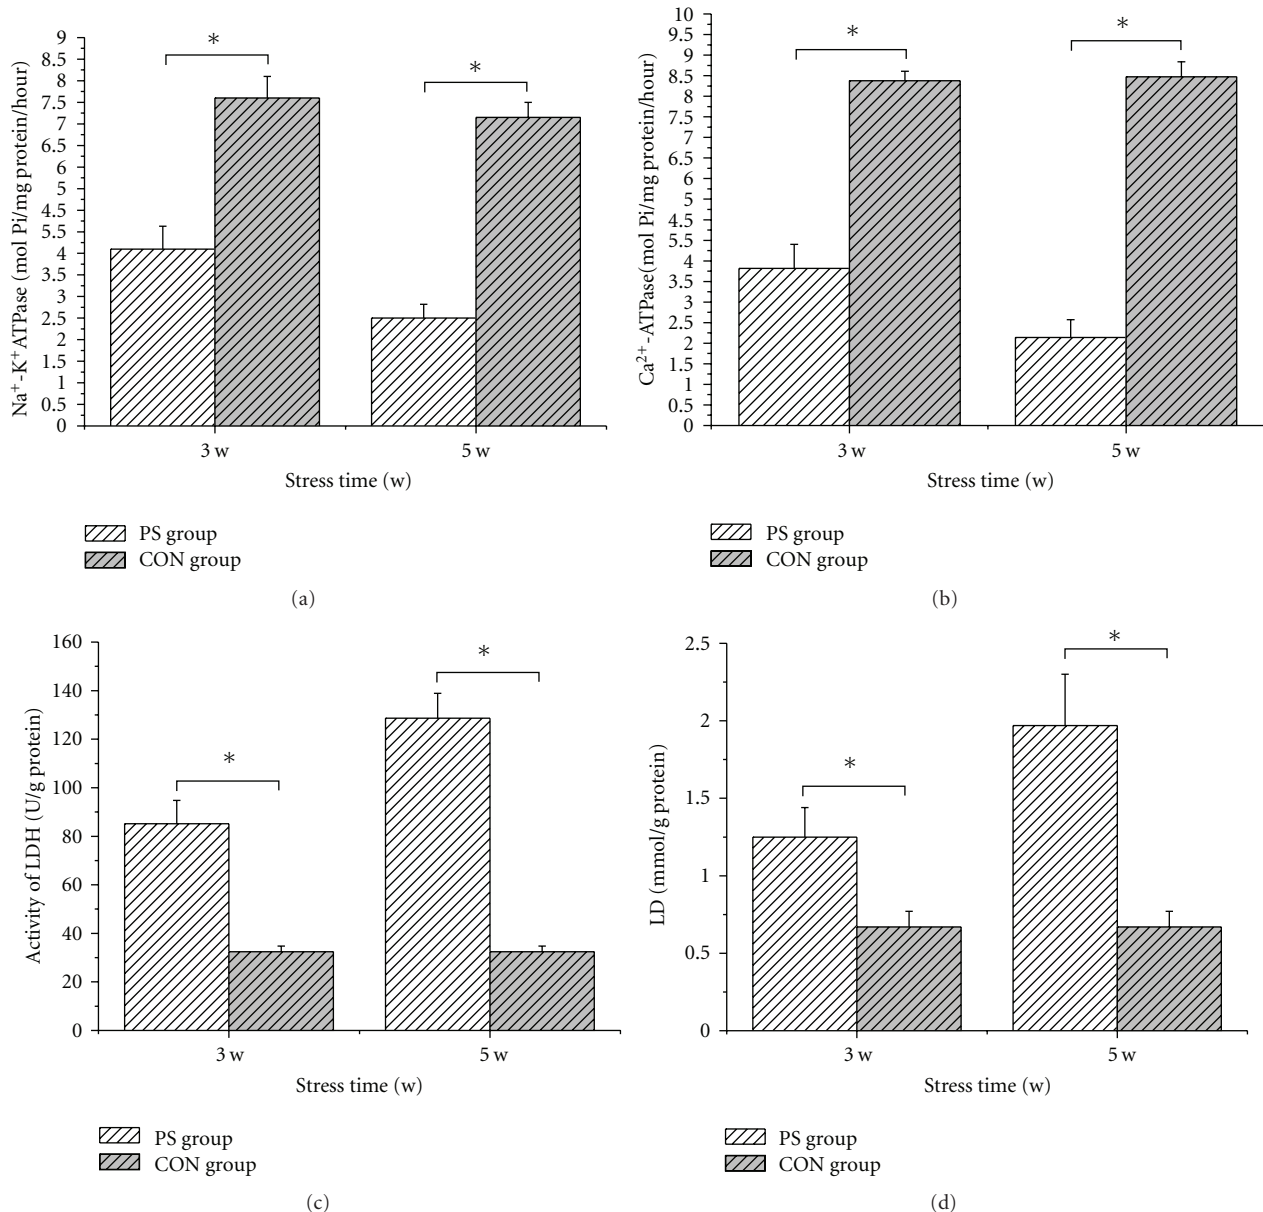 *
*
9
8.5
8
7.5
7
6.5
6
5.5
5
4.5
5.5
4
3.5
3
2.5
2
1.5
1
0.5
0
Na⁺-K⁺ATPase (mol Pi/mg protein/hour)
3 w
5 w
Stress time (w)
PS group
CON group
(a)
*
*
10
9.5
9
8.5
8
7.5
7
6.5
6
5.5
5
4.5
5.5
4
3.5
3
2.5
2
1.5
1
0.5
0
Ca²⁺-ATPase(mol Pi/mg protein/hour)
3 w
5 w
Stress time (w)
PS group
CON group
(b)
*
*
160
140
120
100
80
60
40
20
0
Activity of LDH (U/g protein)
3 w
5 w
Stress time (w)
PS group
CON group
(c)
*
*
2.5
2
1.5
1
0.5
0
LD (mmol/g protein)
3 w
5 w
Stress time (w)
PS group
CON group
(d)